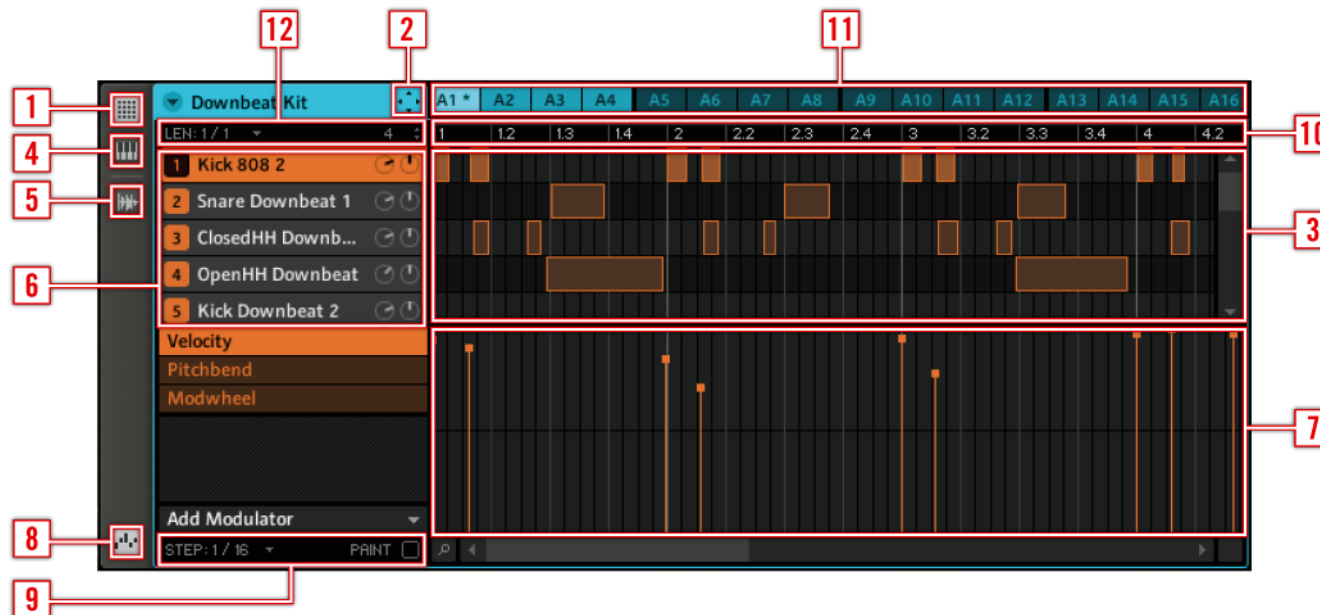 12 2 11
1 Downbeat Kit A1* A2 A3 A4 A5 A6 A7 A8 A9 A10 A11 A12 A13 A14 A15 A16
LEN: 1 / 1 4 1 1.2 1.3 1.4 2 2.2 2.3 2.4 3 3.2 3.3 3.4 4 4.2 10
4 1 Kick 808 2
5 2 Snare Downbeat 1
3 ClosedHH Downb... 3
6 4 OpenHH Downbeat
5 Kick Downbeat 2
Velocity
Pitchbend
Modwheel
7
Add Modulator
8 STEP: 1 / 16 PAINT
9